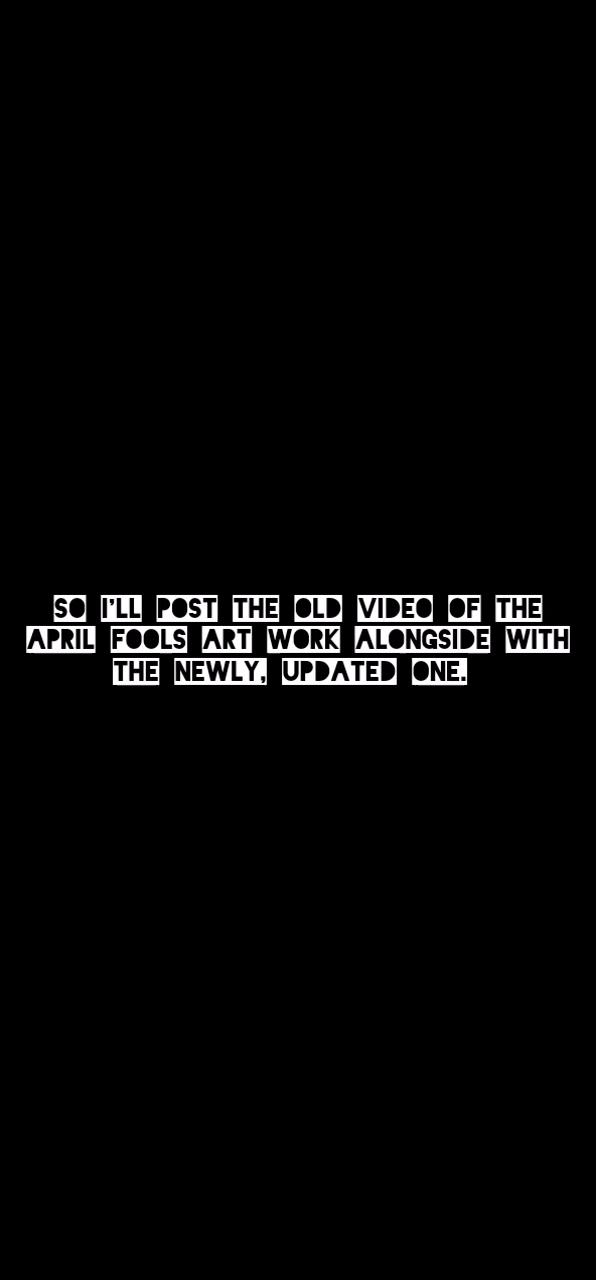 SO I'LL POST THE OLD VIDEO OF THE
APRIL FOOLS ART WORK ALONGSIDE WITH
THE NEWLY, UPDATED ONE.